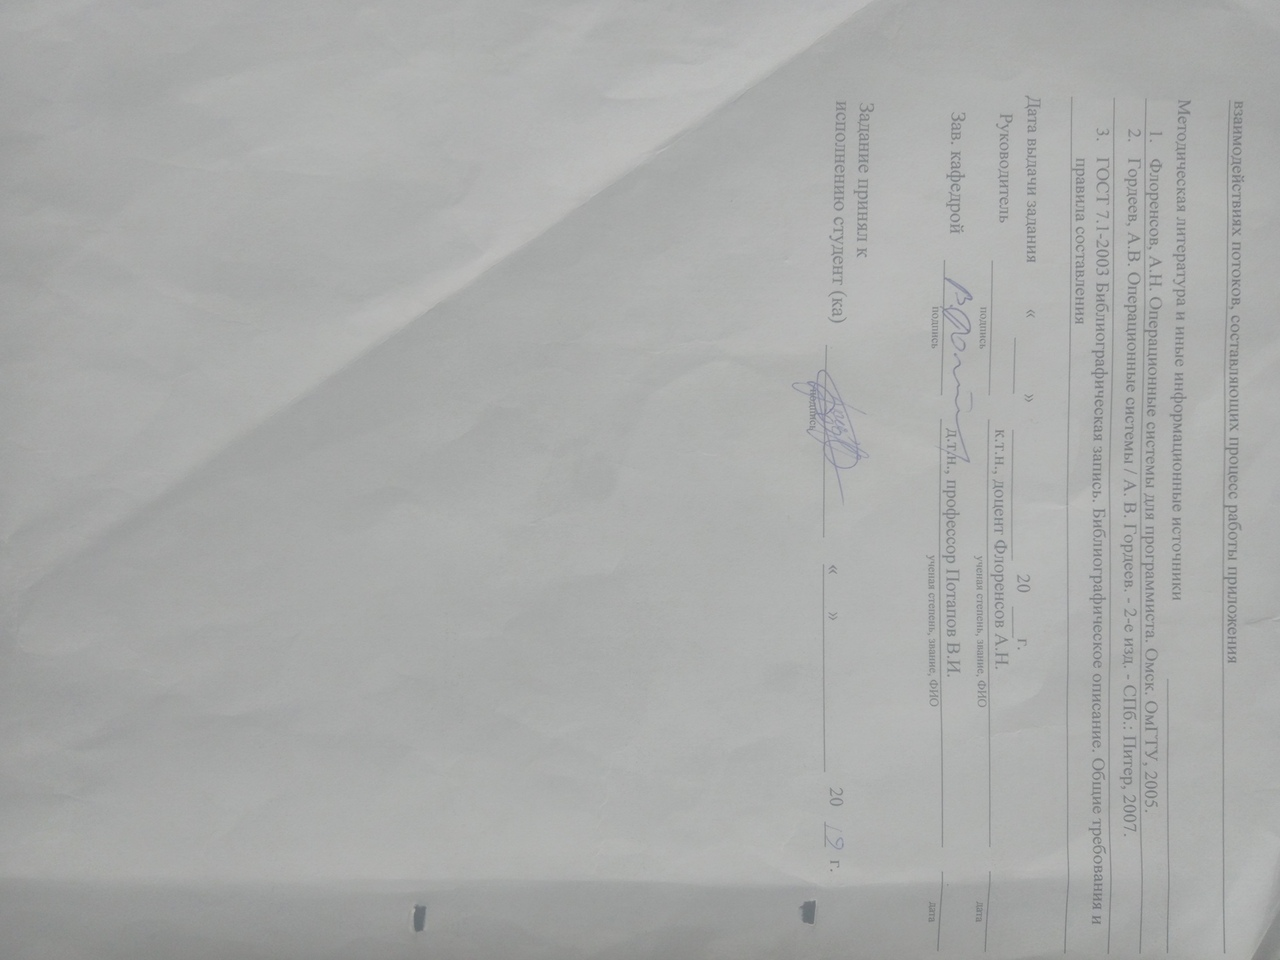 взаимодействиях потоков, составляющих процесс работы приложения
Методическая литература и иные информационные источники
1. Флоренсов, А.Н. Операционные системы для программиста. Омск. ОмГТУ, 2005.
2. Гордеев, А.В. Операционные системы / А. В. Гордеев. - 2-е изд. - СПб.: Питер, 2007.
3. ГОСТ 7.1-2003 Библиографическая запись. Библиографическое описание. Общие требования и
правила составления
Дата выдачи задания « » 20 г.
Руководитель к.т.н., доцент Флоренсов А.Н.
подпись ученая степень, звание, ФИО дата
Зав. кафедрой д.т.н., профессор Потапов В.И.
подпись ученая степень, звание, ФИО дата
Задание принял к
исполнению студент (ка) « » 20 19 г.
подпись